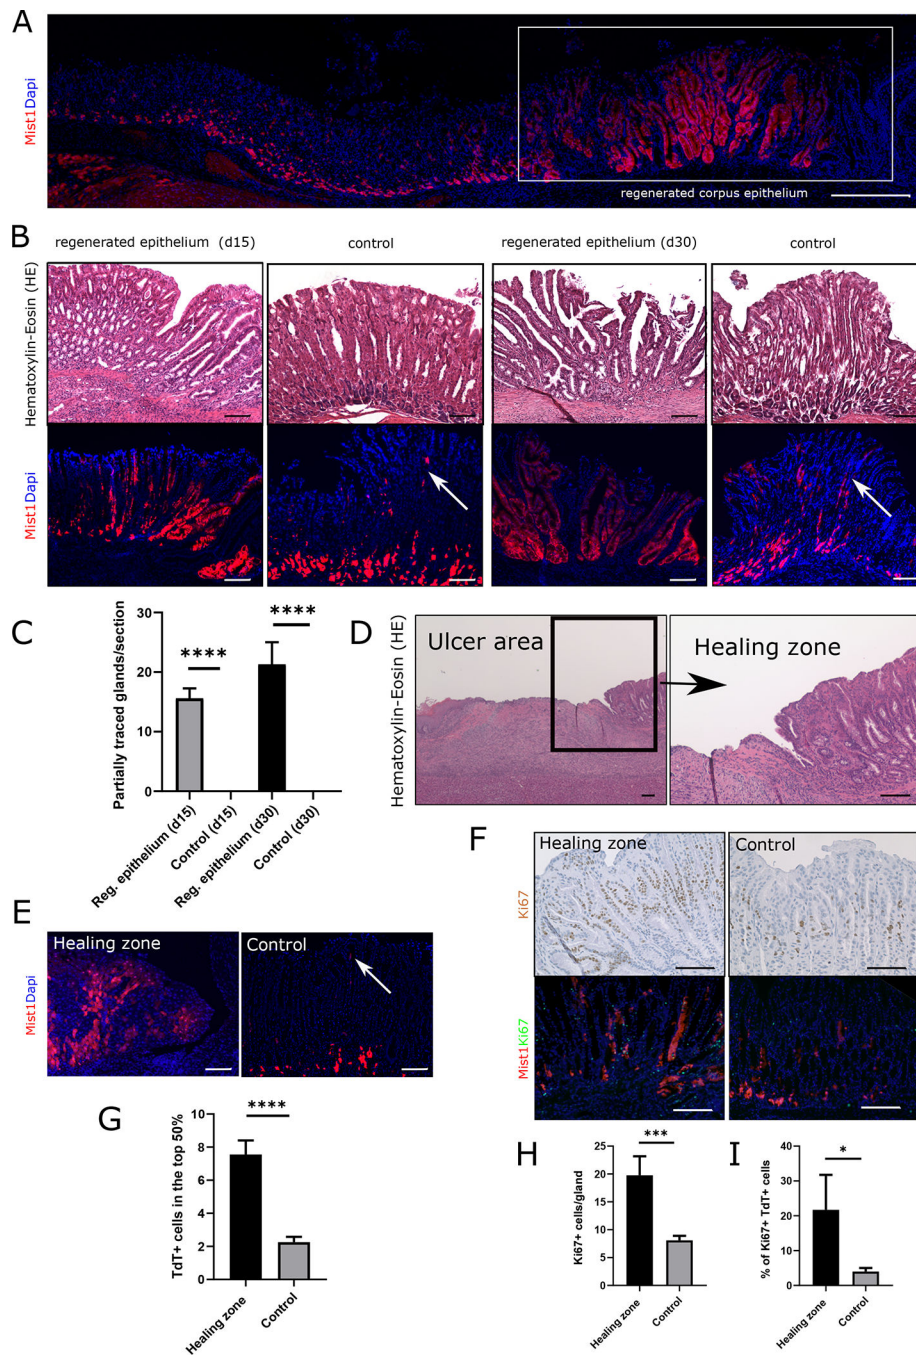 A
Mist1Dapi
regenerated corpus epithelium
B
regenerated epithelium (d15)
control
regenerated epithelium (d30)
control
Hematoxylin-Eosin (HE)
Mist1Dapi
C
****
****
Partially traced glands/section
30
20
10
0
Reg. epithelium (d15)
Control (d15)
Reg. epithelium (d30)
Control (d30)
D
Hematoxylin-Eosin (HE)
Ulcer area
Healing zone
E
Mist1Dapi
Healing zone
Control
F
Healing zone
Control
Ki67
Mist1Ki67
G
****
TdT+ cells in the top 50%
10
8
6
4
2
0
Healing zone
Control
H
***
Ki67+ cells/gland
25
20
15
10
5
0
Healing zone
Control
I
*
% of Ki67+ TdT+ cells
40
30
20
10
0
Healing zone
Control